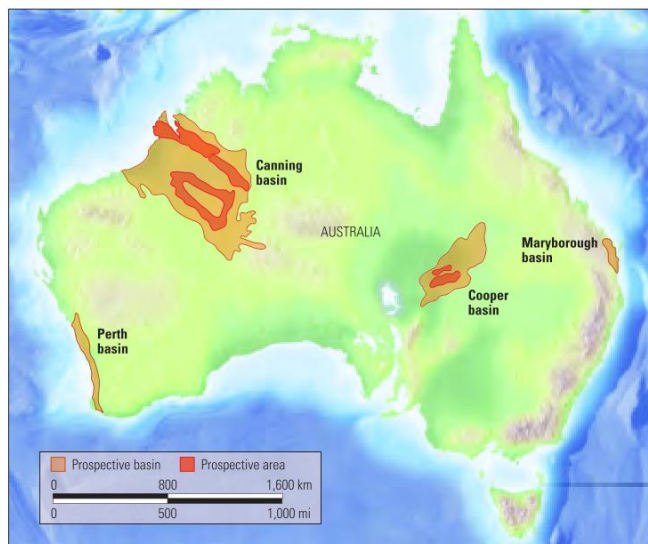 Canning
basin
AUSTRALIA
Maryborough
basin
Cooper
basin
Perth
basin
Prospective basin
Prospective area
0 800 1,600 km
0 500 1,000 mi